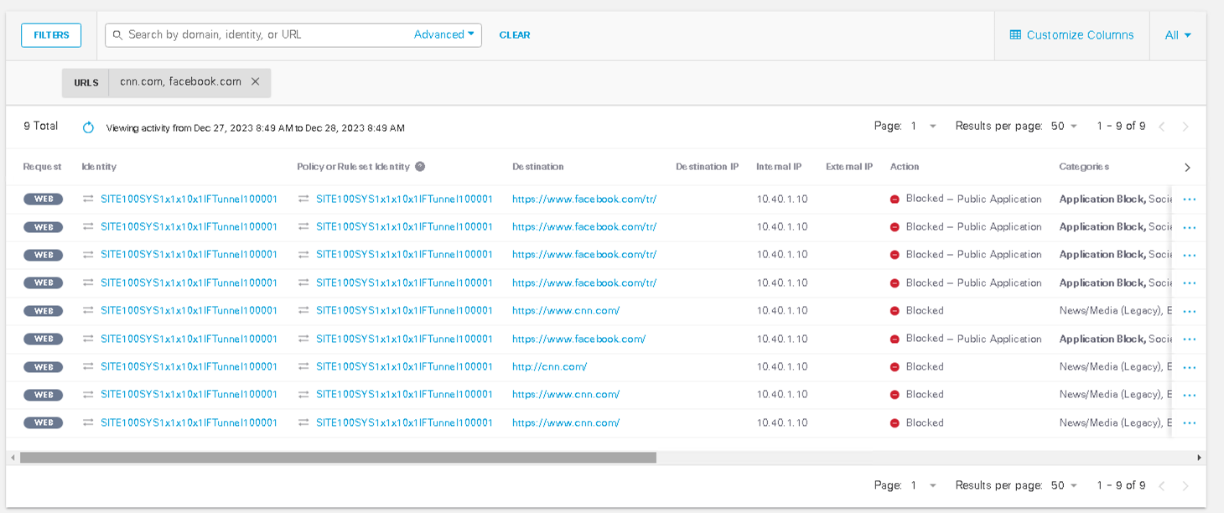 FILTERS Search by domain, identity, or URL Advanced CLEAR Customize Columns All
URLS cnn.com, facebook.com ×
9 Total Viewing activity from Dec 27, 2023 8:49 AM to Dec 28, 2023 8:49 AM Page: 1 Results per page: 50 1 – 9 of 9
Request Identity Policy or Ruleset Identity ? Destination Destination IP Internal IP External IP Action Categories
WEB SITE100SYS1x1x10x1IFTunnel100001 SITE100SYS1x1x10x1IFTunnel100001 https://www.facebook.com/tr/ 10.40.1.10 Blocked – Public Application Application Block, Socie ...
WEB SITE100SYS1x1x10x1IFTunnel100001 SITE100SYS1x1x10x1IFTunnel100001 https://www.facebook.com/tr/ 10.40.1.10 Blocked – Public Application Application Block, Socie ...
WEB SITE100SYS1x1x10x1IFTunnel100001 SITE100SYS1x1x10x1IFTunnel100001 https://www.facebook.com/tr/ 10.40.1.10 Blocked – Public Application Application Block, Socie ...
WEB SITE100SYS1x1x10x1IFTunnel100001 SITE100SYS1x1x10x1IFTunnel100001 https://www.facebook.com/tr/ 10.40.1.10 Blocked – Public Application Application Block, Socie ...
WEB SITE100SYS1x1x10x1IFTunnel100001 SITE100SYS1x1x10x1IFTunnel100001 https://www.cnn.com/ 10.40.1.10 Blocked News/Media (Legacy), E ...
WEB SITE100SYS1x1x10x1IFTunnel100001 SITE100SYS1x1x10x1IFTunnel100001 https://www.facebook.com/ 10.40.1.10 Blocked – Public Application Application Block, Socie ...
WEB SITE100SYS1x1x10x1IFTunnel100001 SITE100SYS1x1x10x1IFTunnel100001 http://cnn.com/ 10.40.1.10 Blocked News/Media (Legacy), E ...
WEB SITE100SYS1x1x10x1IFTunnel100001 SITE100SYS1x1x10x1IFTunnel100001 https://www.cnn.com/ 10.40.1.10 Blocked News/Media (Legacy), E ...
WEB SITE100SYS1x1x10x1IFTunnel100001 SITE100SYS1x1x10x1IFTunnel100001 https://www.cnn.com/ 10.40.1.10 Blocked News/Media (Legacy), E ...
Page: 1 Results per page: 50 1 – 9 of 9